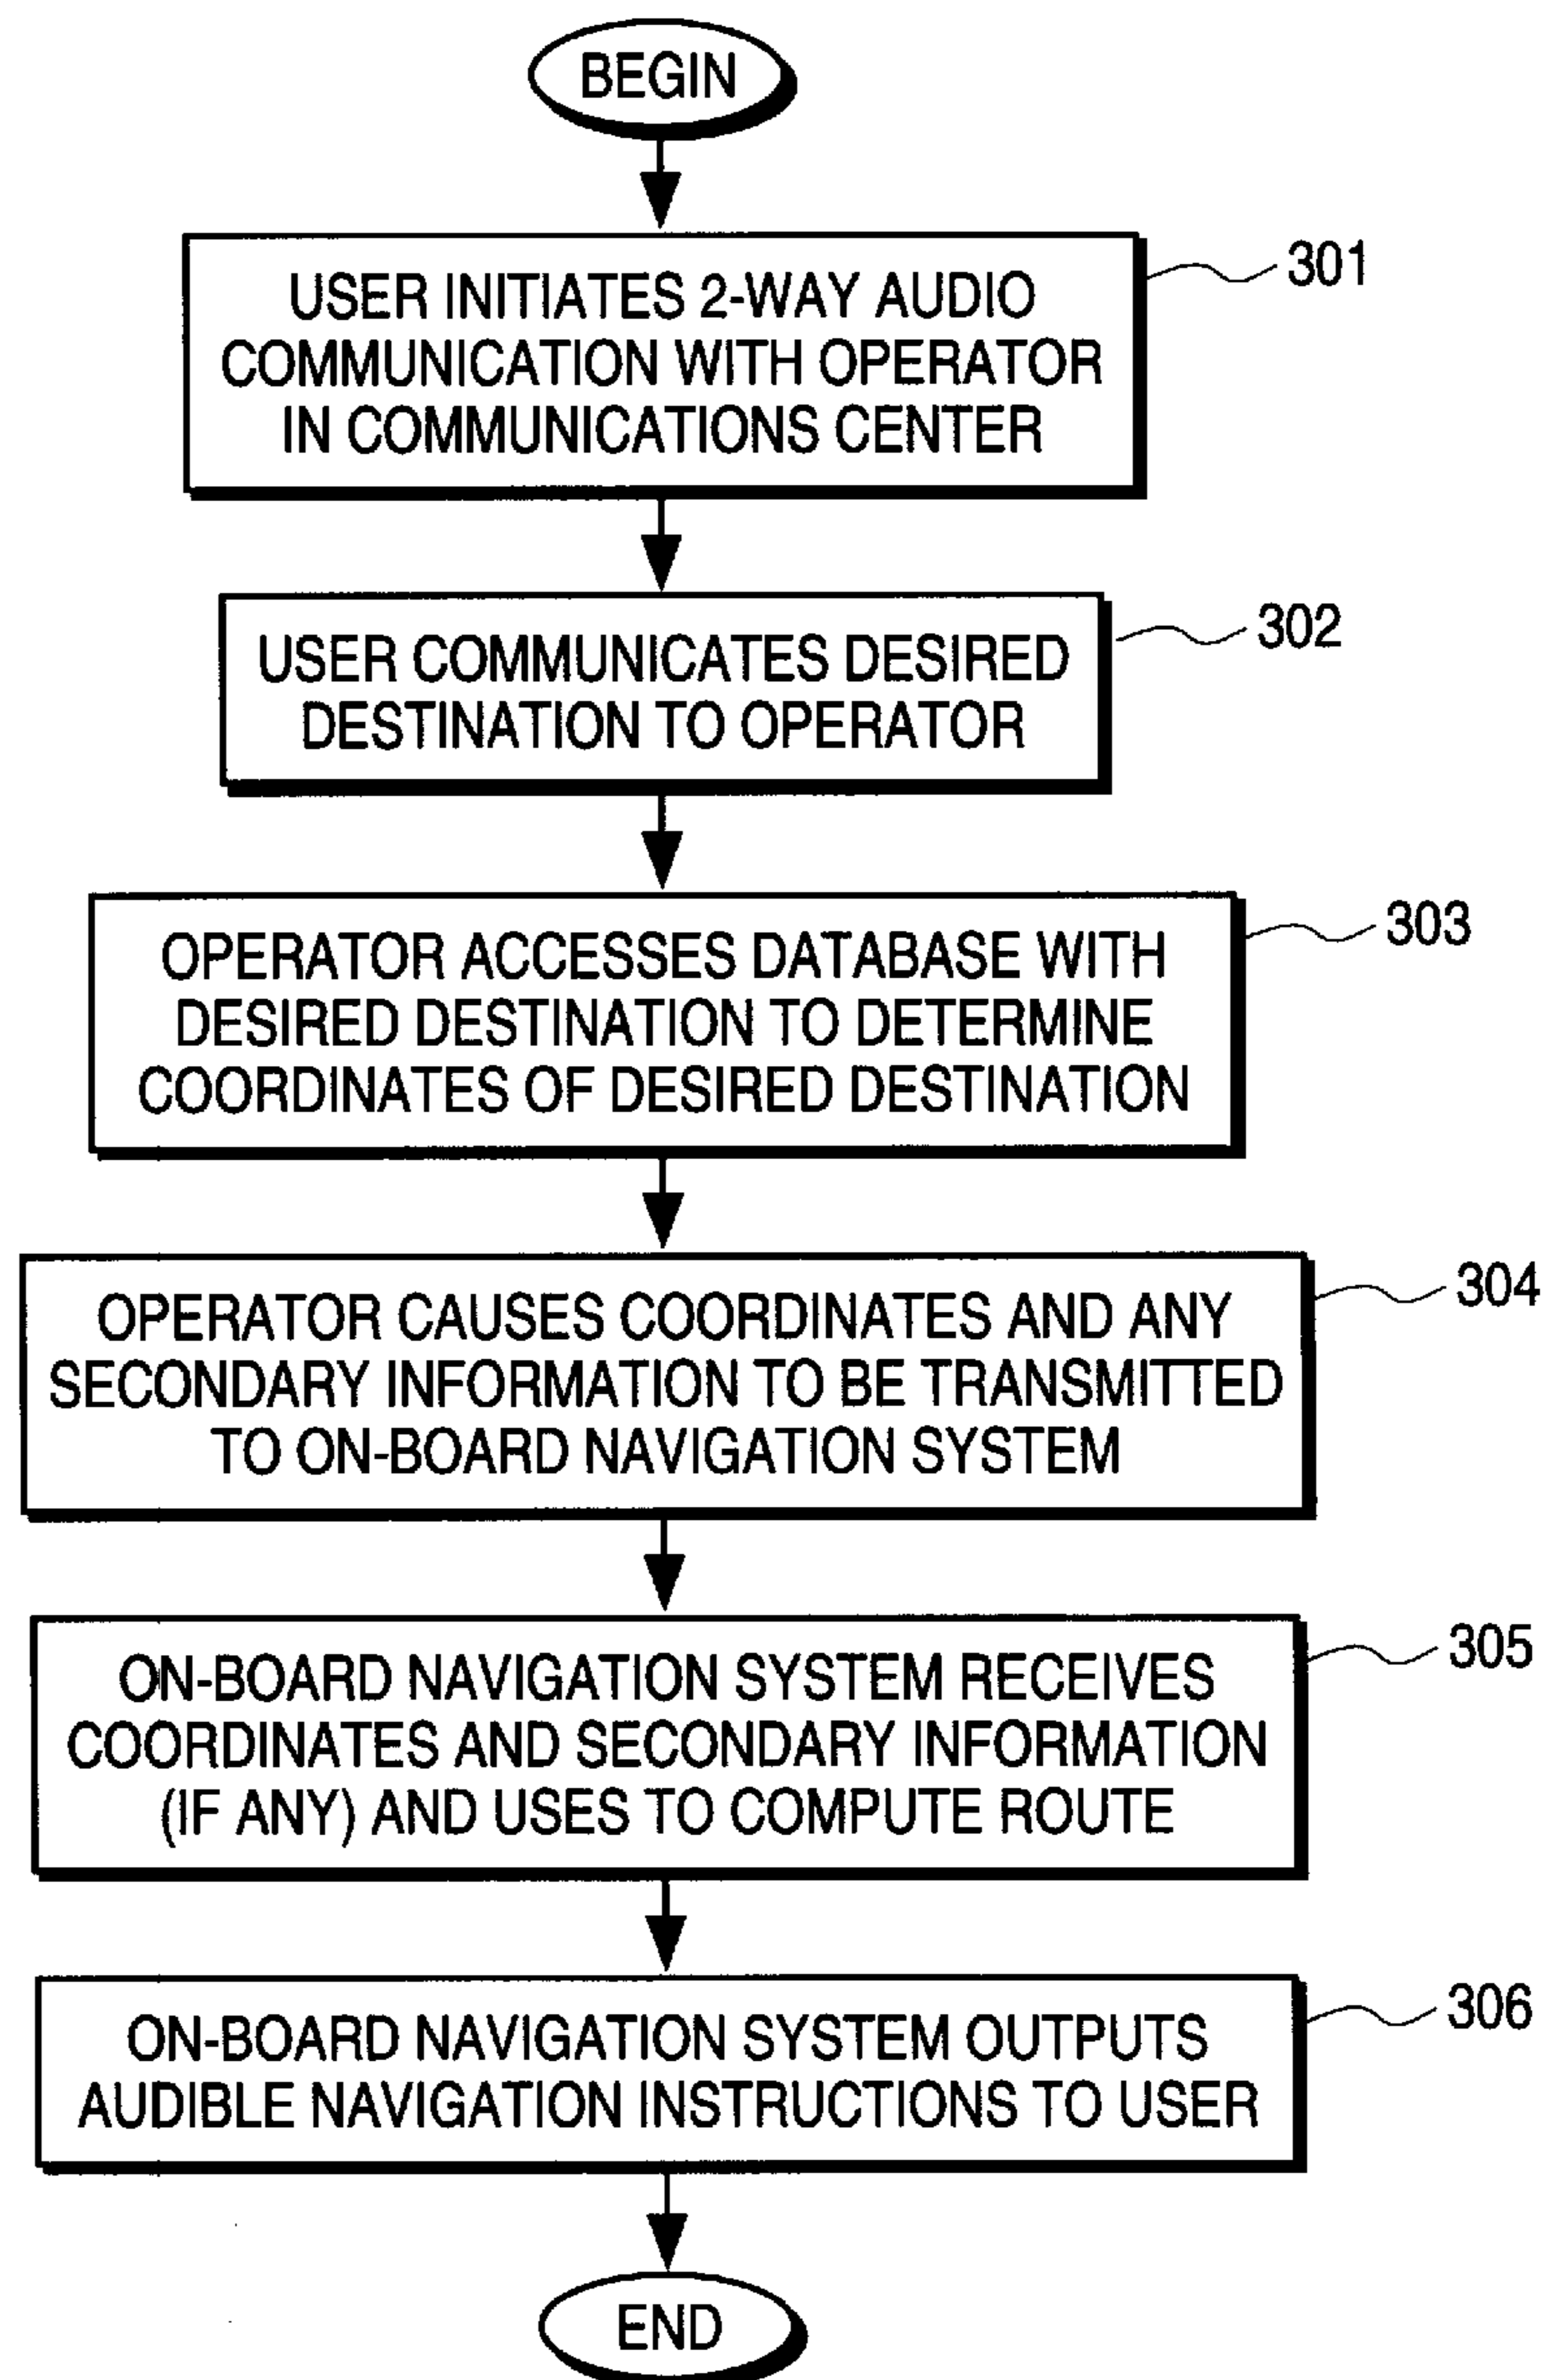 BEGIN
USER INITIATES 2-WAY AUDIO
COMMUNICATION WITH OPERATOR
IN COMMUNICATIONS CENTER
301
USER COMMUNICATES DESIRED
DESTINATION TO OPERATOR
302
OPERATOR ACCESSES DATABASE WITH
DESIRED DESTINATION TO DETERMINE
COORDINATES OF DESIRED DESTINATION
303
OPERATOR CAUSES COORDINATES AND ANY
SECONDARY INFORMATION TO BE TRANSMITTED
TO ON-BOARD NAVIGATION SYSTEM
304
ON-BOARD NAVIGATION SYSTEM RECEIVES
COORDINATES AND SECONDARY INFORMATION
(IF ANY) AND USES TO COMPUTE ROUTE
305
ON-BOARD NAVIGATION SYSTEM OUTPUTS
AUDIBLE NAVIGATION INSTRUCTIONS TO USER
306
END